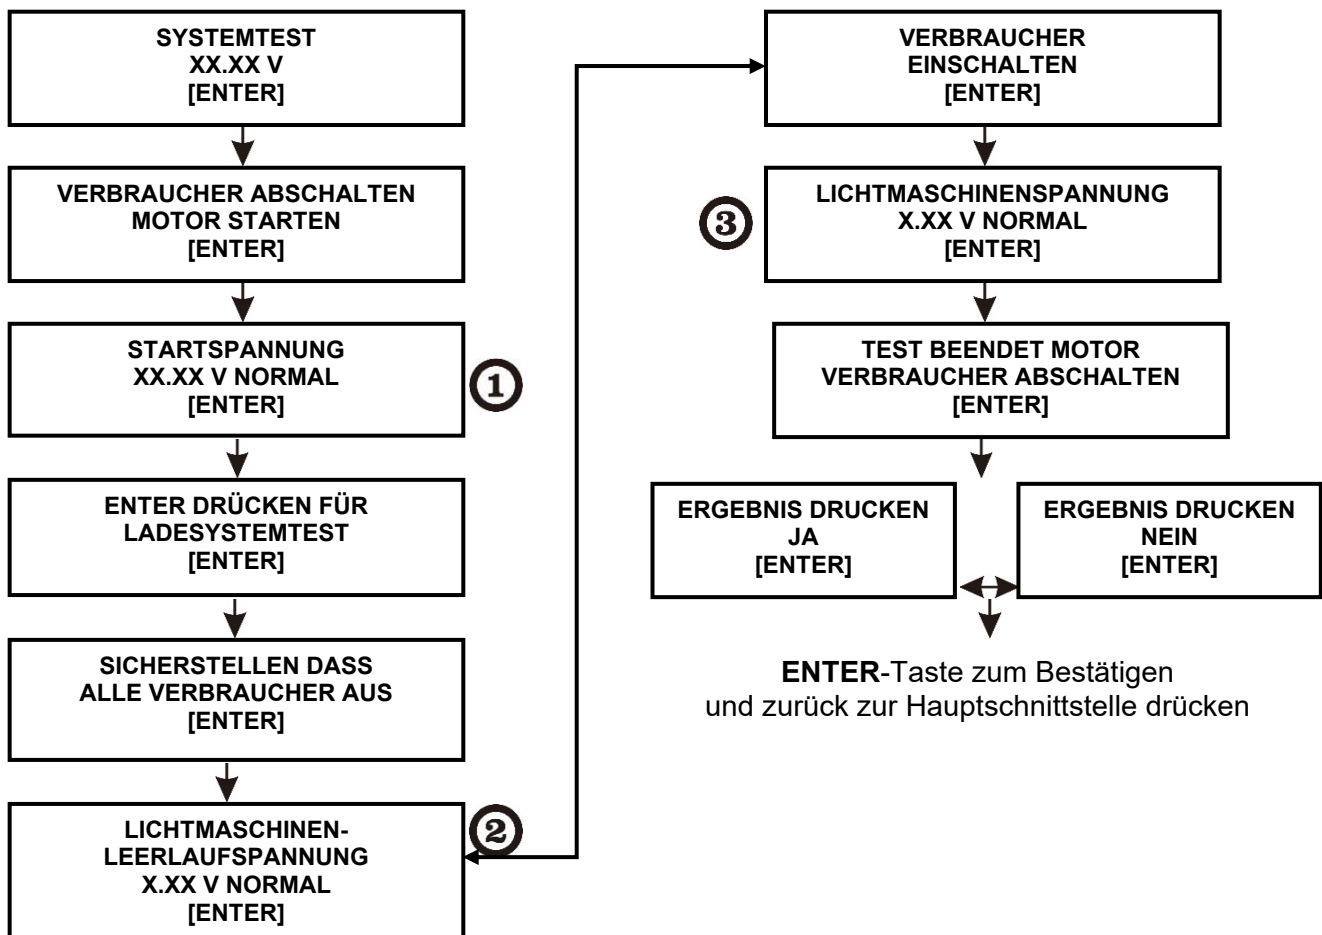 SYSTEMTEST
XX.XX V
[ENTER]
VERBRAUCHER ABSCHALTEN
MOTOR STARTEN
[ENTER]
STARTSPANNUNG
XX.XX V NORMAL
[ENTER]
1
ENTER DRÜCKEN FÜR
LADESYSTEMTEST
[ENTER]
SICHERSTELLEN DASS
ALLE VERBRAUCHER AUS
[ENTER]
LICHTMASCHINEN-
LEERLAUFSPANNUNG
X.XX V NORMAL
[ENTER]
2
VERBRAUCHER
EINSCHALTEN
[ENTER]
3
LICHTMASCHINENSPANNUNG
X.XX V NORMAL
[ENTER]
TEST BEENDET MOTOR
VERBRAUCHER ABSCHALTEN
[ENTER]
ERGEBNIS DRUCKEN
JA
[ENTER]
ERGEBNIS DRUCKEN
NEIN
[ENTER]
ENTER-Taste zum Bestätigen
und zurück zur Hauptschnittstelle drücken